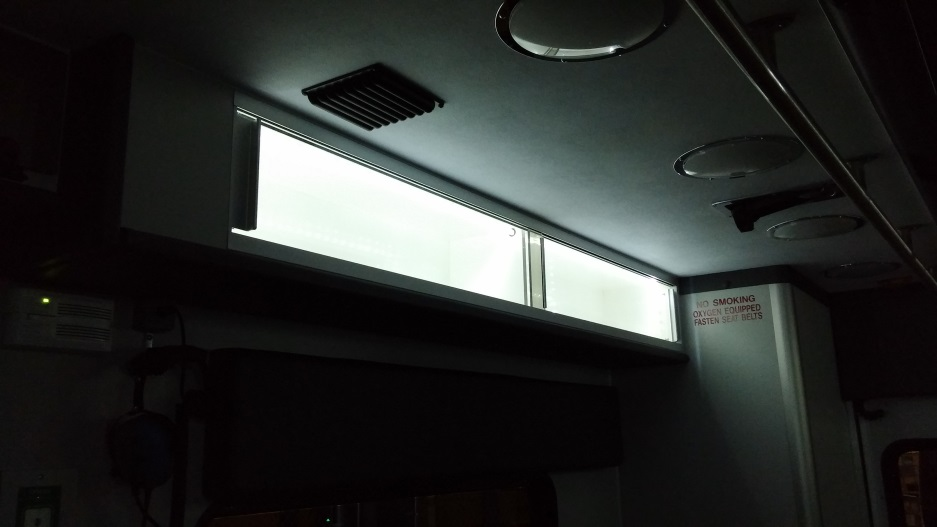 NO SMOKING
OXYGEN EQUIPPED
FASTEN SEAT BELTS